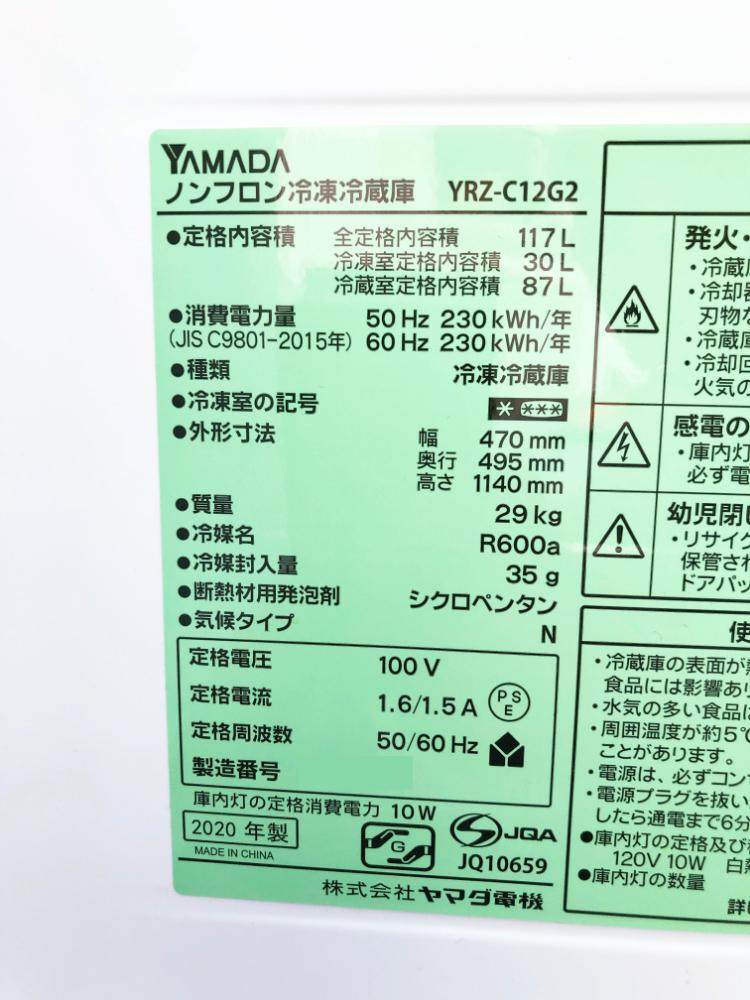 YAMADA
ノンフロン冷凍冷蔵庫 YRZ-C12G2
●定格内容積 全定格内容積 117 L
冷凍室定格内容積 30 L
冷蔵室定格内容積 87 L
●消費電力量 50 Hz 230 kWh/年
(JIS C9801-2015年) 60 Hz 230 kWh/年
●種類 冷凍冷蔵庫
●冷凍室の記号 * ***
●外形寸法 幅 470 mm
奥行 495 mm
高さ 1140 mm
●質量 29 kg
●冷媒名 R600a
●冷媒封入量 35 g
●断熱材用発泡剤 シクロペンタン
●気候タイプ N
定格電圧 100 V
定格電流 1.6/1.5 A PSE
定格周波数 50/60 Hz
製造番号
庫内灯の定格消費電力 10 W
2020 年製
MADE IN CHINA
G
JQA
JQ10659
株式会社 ヤマダ電機
発火・
・冷蔵
・冷却
刃物な
・冷蔵
・冷却回
火気の
感電の
・庫内灯
必ず電
幼児閉じ
・リサイク
保管され
ドアパッ
使
・冷蔵庫の表面が
食品には影響あり
・水気の多い食品は
・周囲温度が約5℃
ことがあります。
・電源は、必ずコン
・電源プラグを抜い
したら通電まで6分
●庫内灯の定格及び
120V 10W 白熱
●庫内灯の数量
詳し